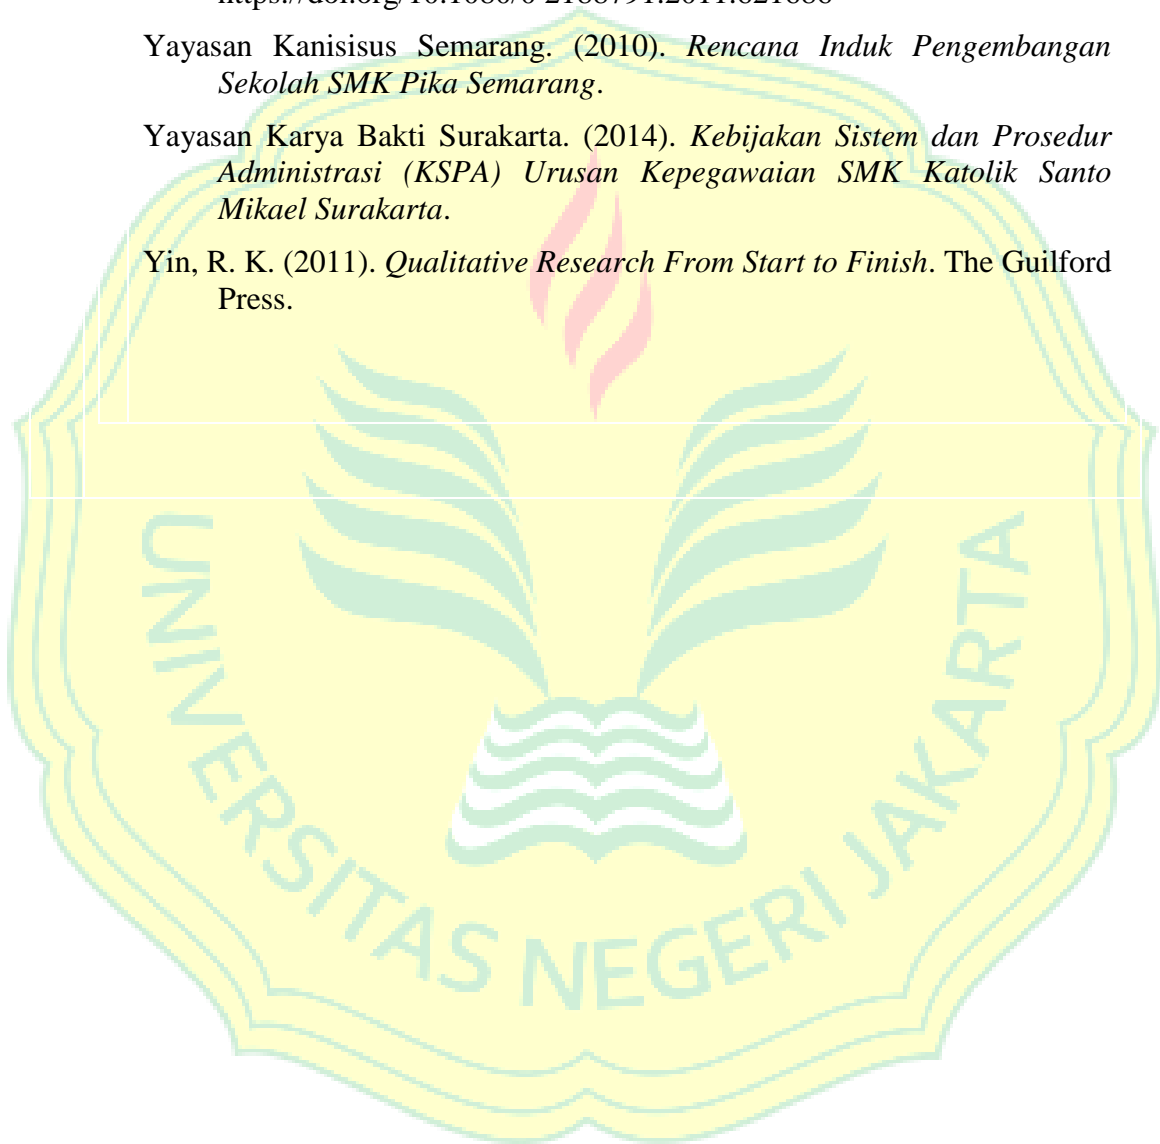 Yayasan Kanisisus Semarang. (2010). Rencana Induk Pengembangan
Sekolah SMK Pika Semarang.
Yayasan Karya Bakti Surakarta. (2014). Kebijakan Sistem dan Prosedur
Administrasi (KSPA) Urusan Kepegawaian SMK Katolik Santo
Mikael Surakarta.
Yin, R. K. (2011). Qualitative Research From Start to Finish. The Guilford
Press.
UNIVERSITAS NEGERI JAKARTA